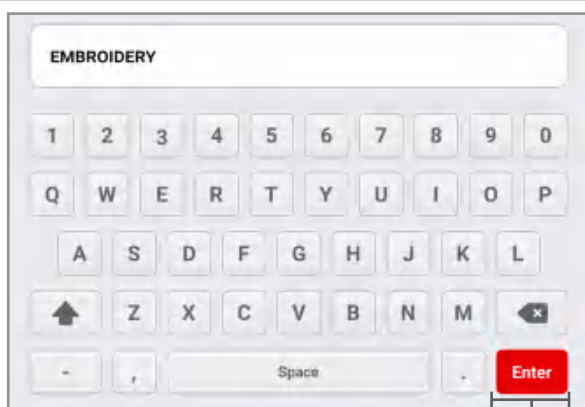 EMBROIDERY
1 2 3 4 5 6 7 8 9 0
Q W E R T Y U I O P
A S D F G H J K L
Z X C V B N M
- , Space . Enter